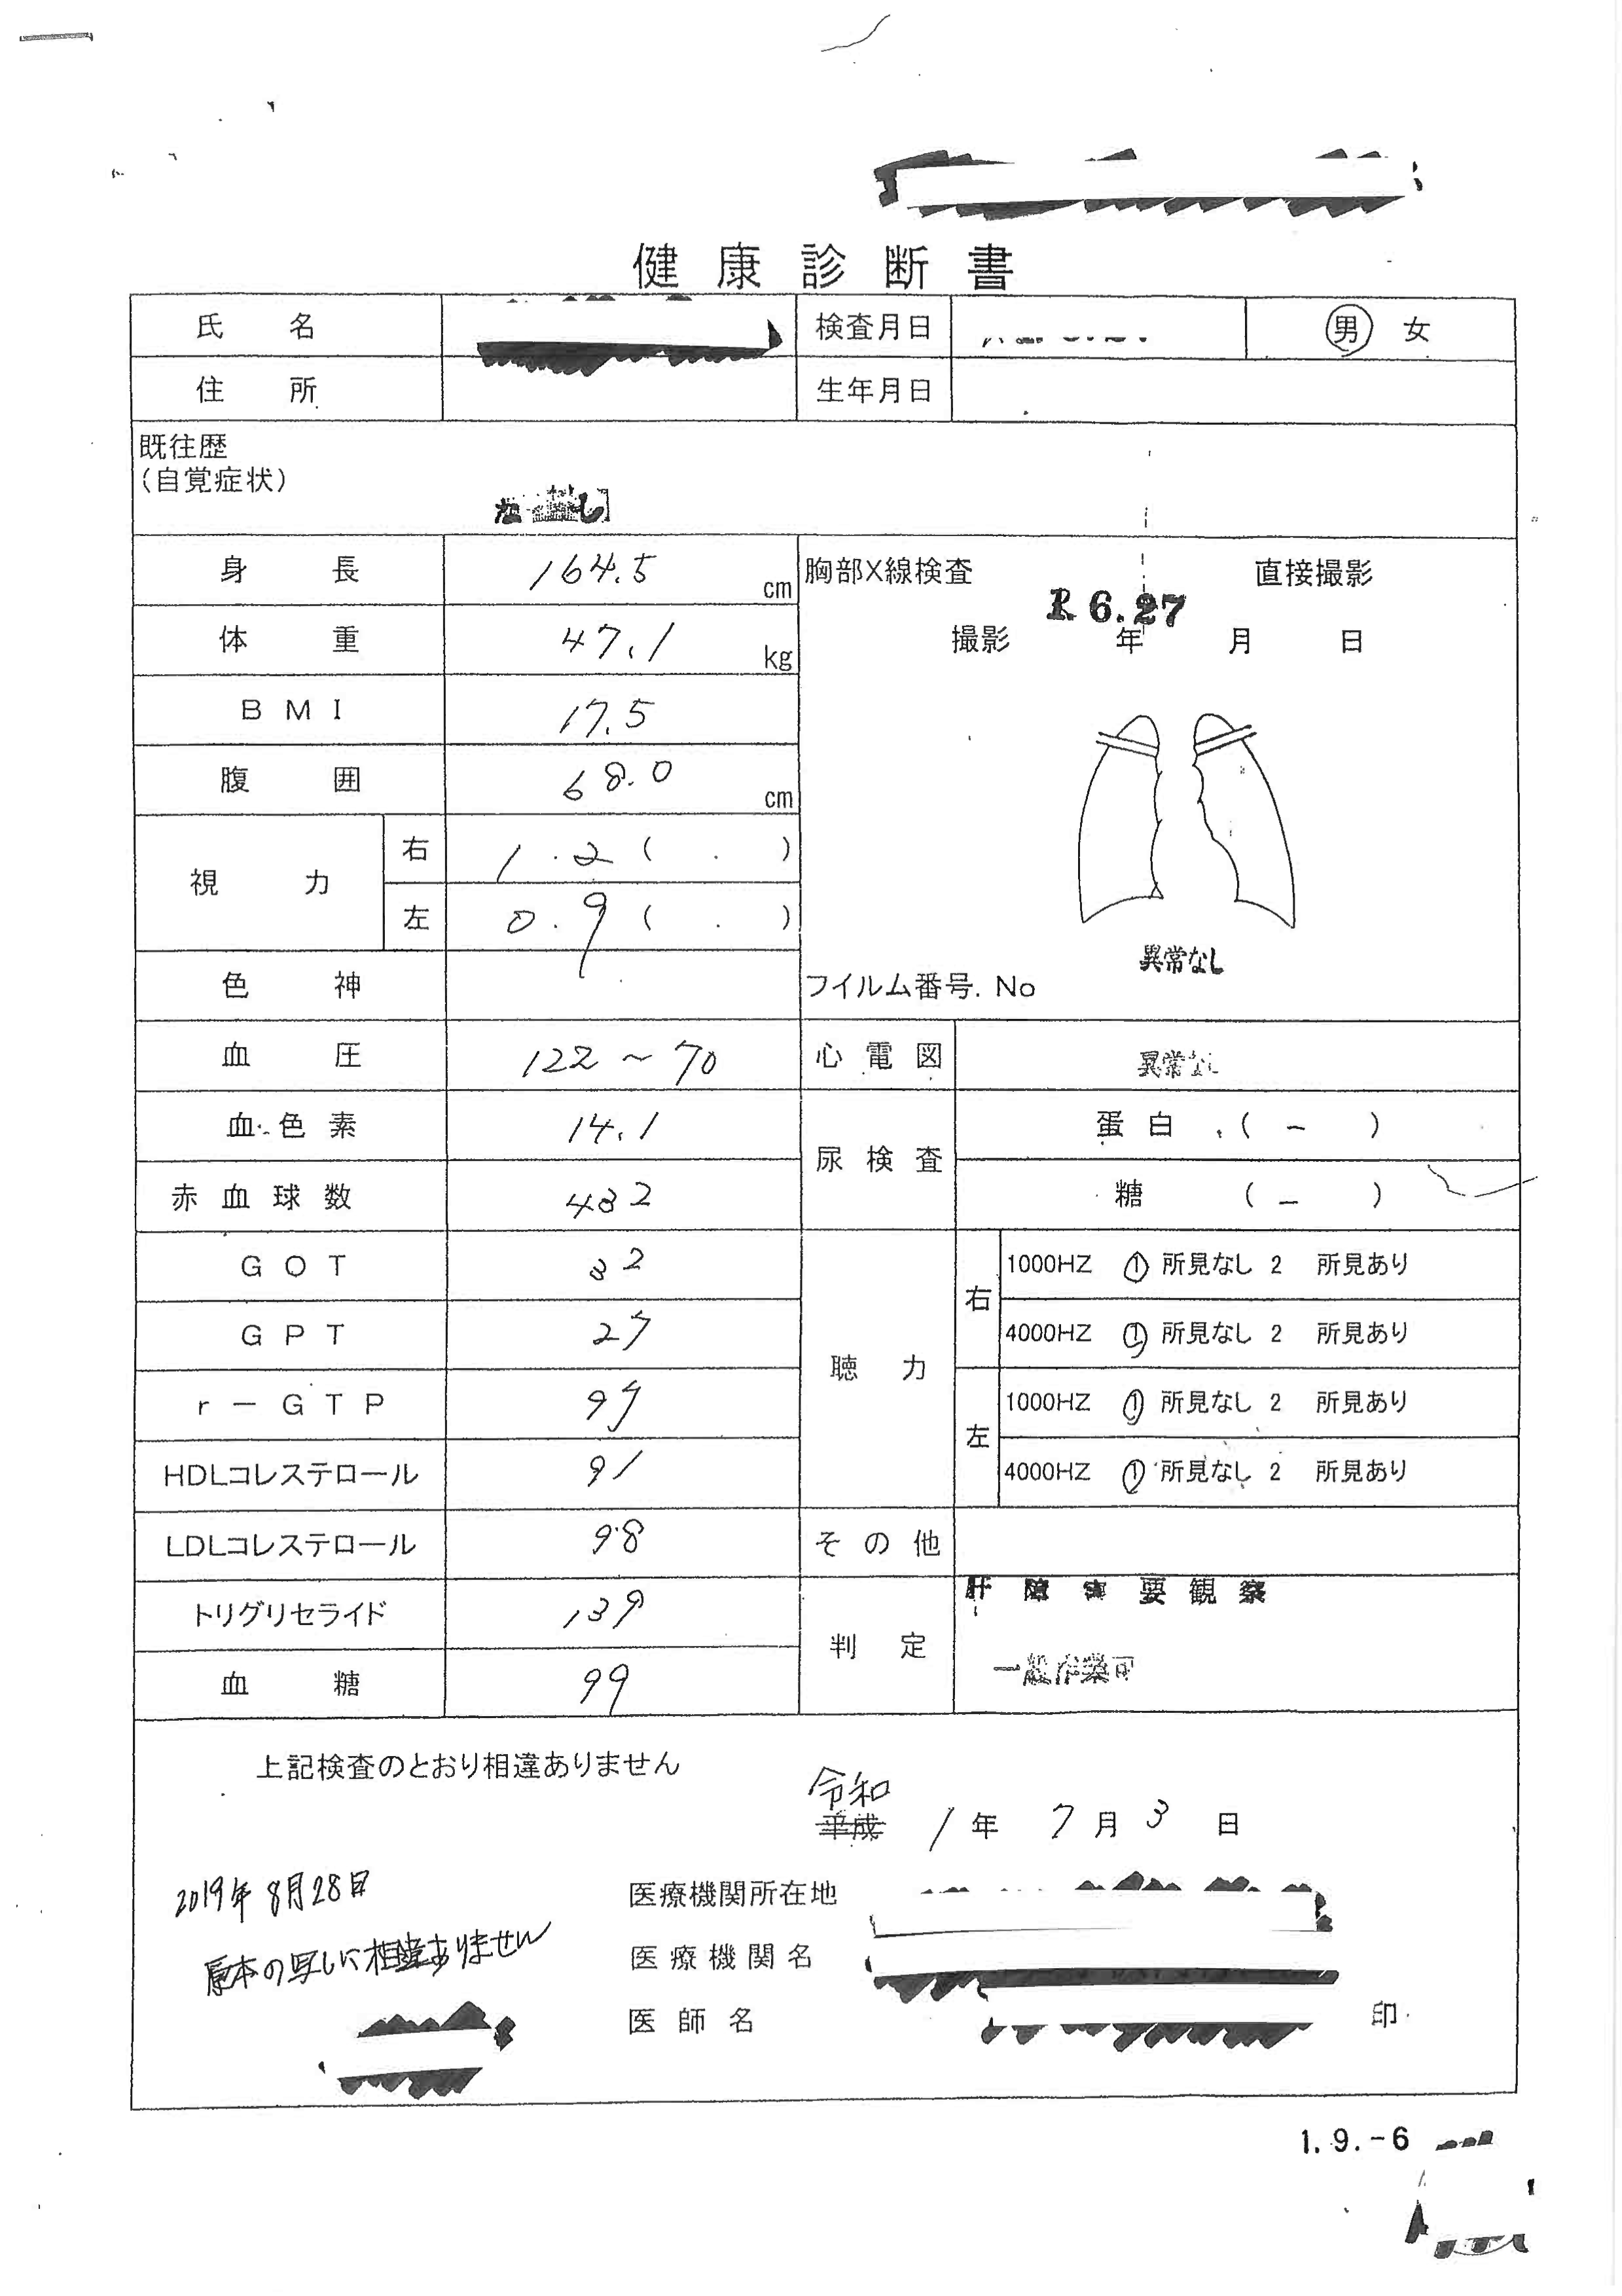 健康診断書
氏名 検査月日 男 女
住所 生年月日
既往歴
（自覚症状）
身長 164.5 cm 胸部X線検査 直接撮影
R 6.27
撮影 年 月 日
体重 47.1 kg
BMI 17.5
腹囲 68.0 cm
視力 右 1.2 ( . )
左 0.9 ( . )
異常なし
色神 フイルム番号. No
血圧 122～70 心電図 異常なし
血色素 14.1 尿検査 蛋白 (－)
赤血球数 432 糖 (－)
GOT 32 聴力 右 1000HZ 1 所見なし 2 所見あり
GPT 27 4000HZ 1 所見なし 2 所見あり
r－GTP 97 左 1000HZ 1 所見なし 2 所見あり
HDLコレステロール 91 4000HZ 1 所見なし 2 所見あり
LDLコレステロール 98 その他
トリグリセライド 139 判定 肝障害要観察
血糖 99 一般作業可
上記検査のとおり相違ありません
令和
平成 1年 7月 3日
2019年8月28日 医療機関所在地
原本の写しに相違ありません 医療機関名
医師名 印
1.9.-6